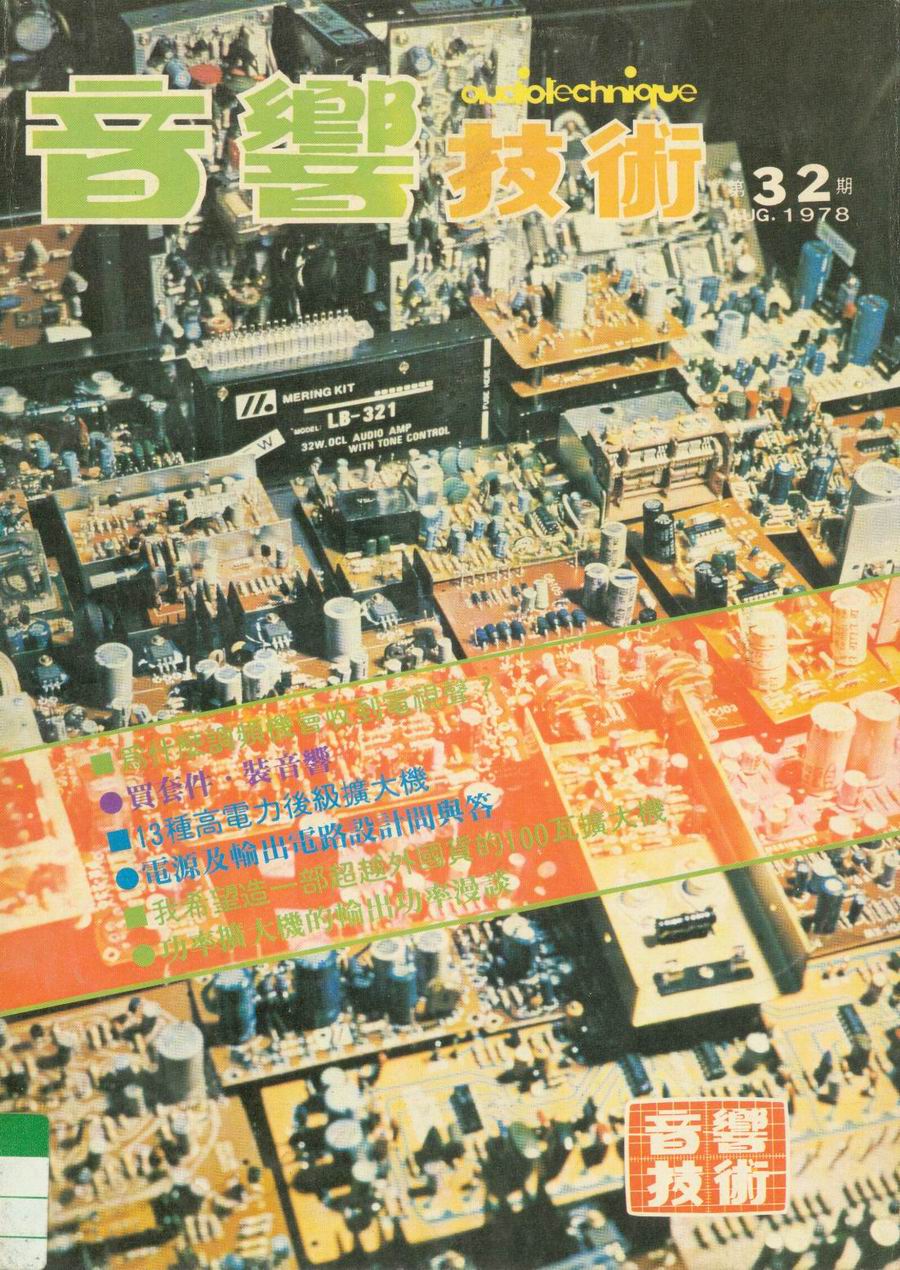 audioTechnique
音響技術
第32期
AUG. 1978
MERING KIT
MODEL: LB-321
32W. OCL AUDIO AMP
WITH TONE CONTROL
FUSE HERE
W
■為什麼調頻機會收到電視聲？
●買套件・裝音響
■13種高電力後級擴大機
●電源及輸出電路設計問與答
■我希望造一部超越外國貨的100瓦擴大機
●功率擴大機的輸出功率漫談
音響
技術